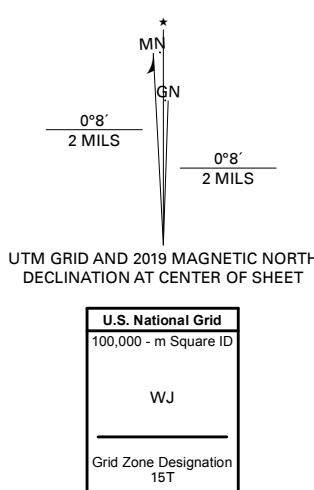 ★
MN
GN
0°8´
2 MILS
0°8´
2 MILS
UTM GRID AND 2019 MAGNETIC NORTH
DECLINATION AT CENTER OF SHEET
U.S. National Grid
100,000 - m Square ID
WJ
Grid Zone Designation
15T